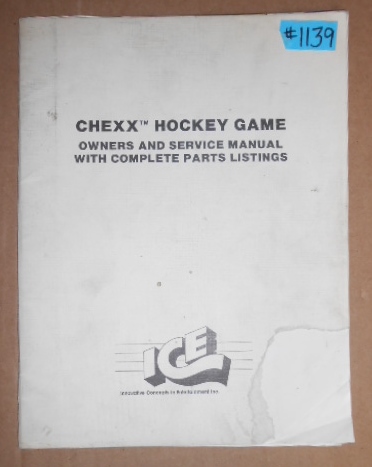 #1139
CHEXX™ HOCKEY GAME
OWNERS AND SERVICE MANUAL
WITH COMPLETE PARTS LISTINGS
ICE
Innovative Concepts in Entertainment Inc.